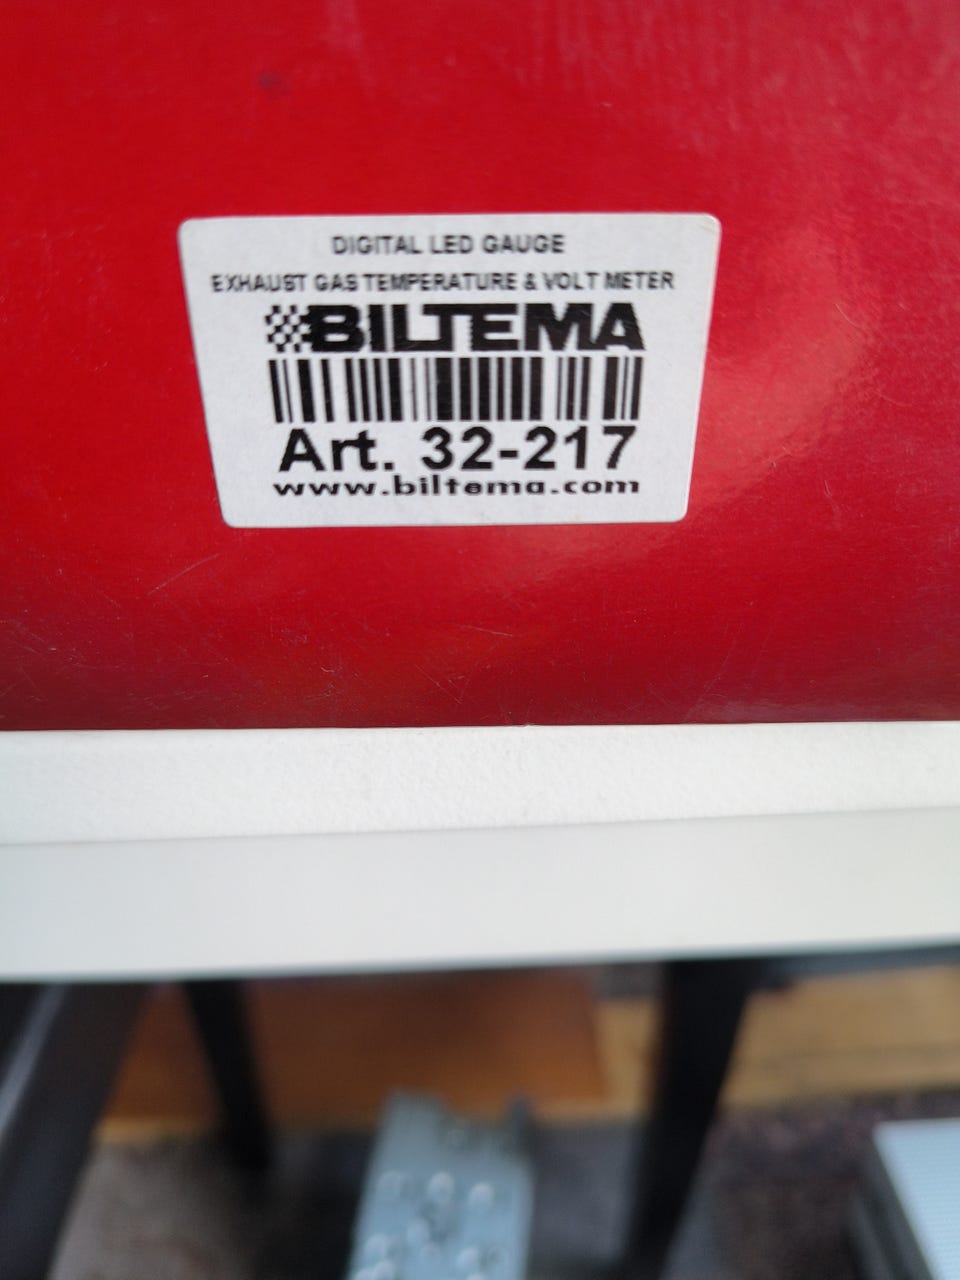 DIGITAL LED GAUGE
EXHAUST GAS TEMPERATURE & VOLT METER
BILTEMA
Art. 32-217
www.biltema.com